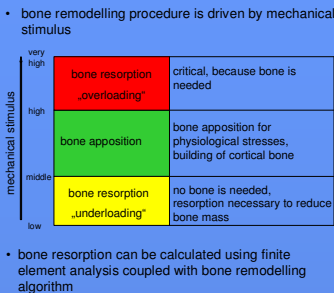 • bone remodelling procedure is driven by mechanical
stimulus
very
high
bone resorption
„overloading"
critical, because bone is
needed
high
mechanical stimulus
bone apposition
bone apposition for
physiological stresses,
building of cortical bone
middle
bone resorption
„underloading"
no bone is needed,
resorption necessary to reduce
bone mass
low
• bone resorption can be calculated using finite
element analysis coupled with bone remodelling
algorithm